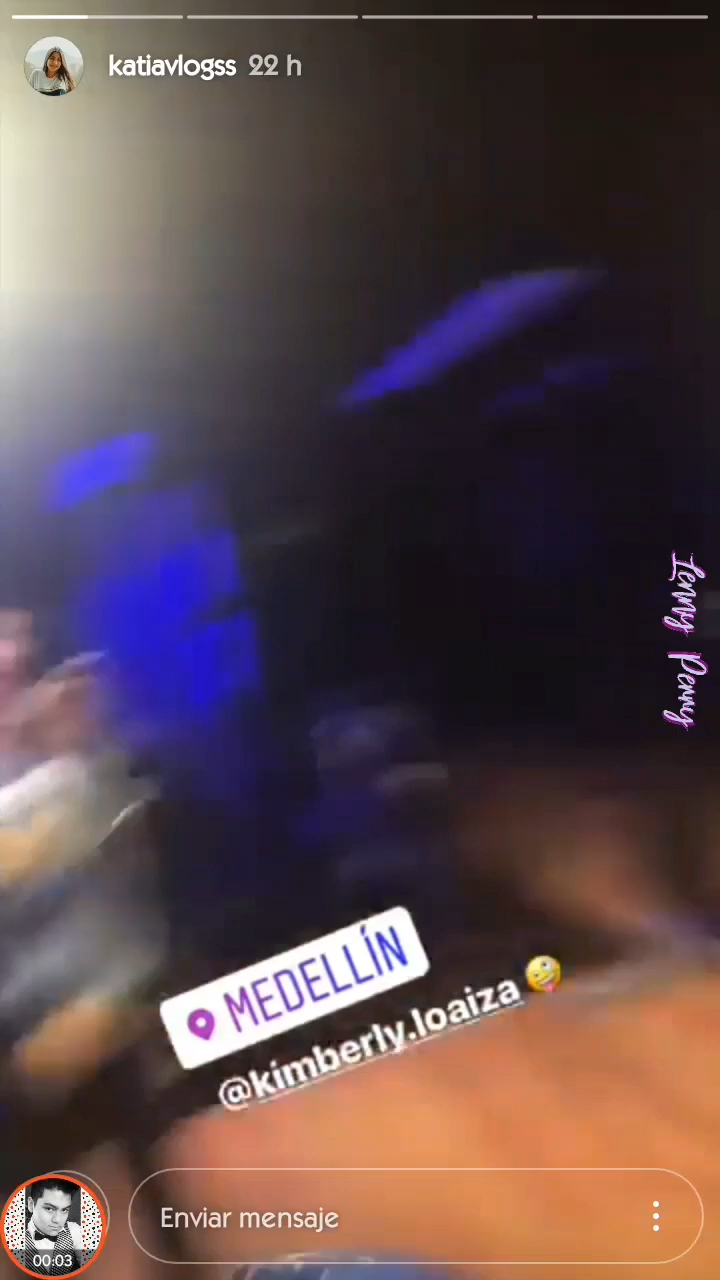 katiavlogss 22 h
Lenny Penny
MEDELLÍN
@kimberly.loaiza
Enviar mensaje
00:03